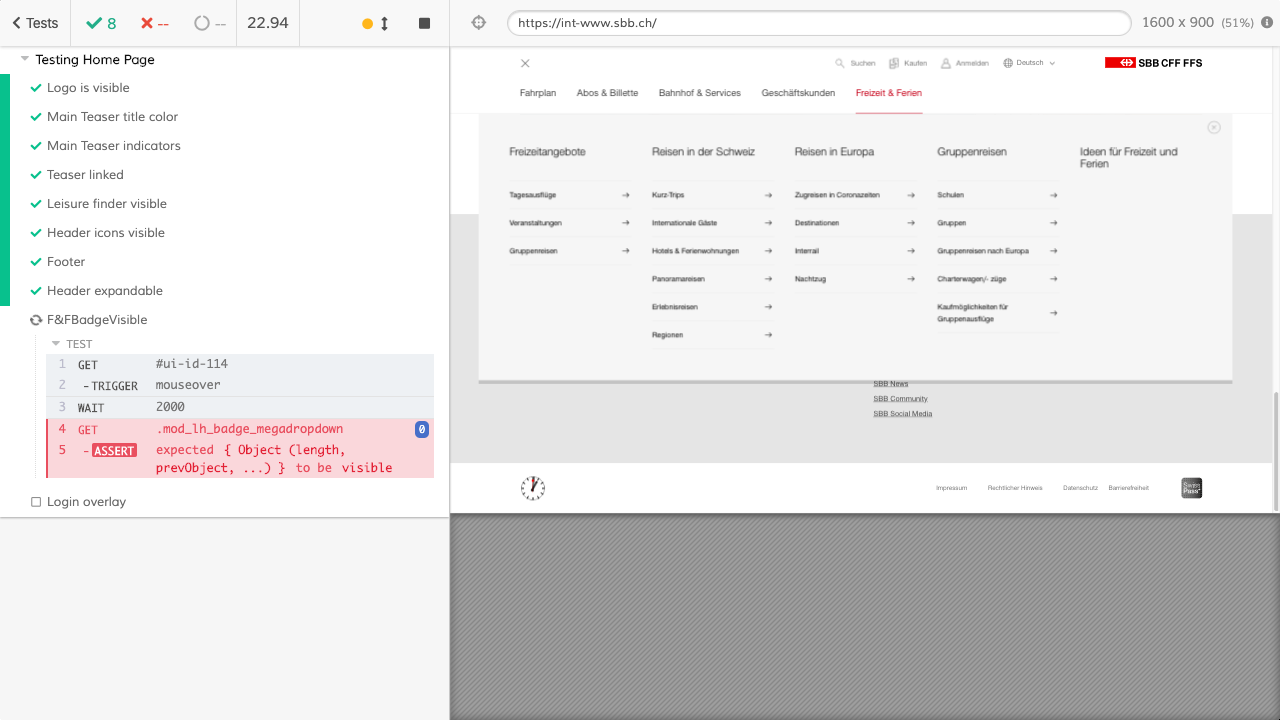 Tests
8
--
--
22.94
https://int-www.sbb.ch/
1600 x 900 (51%)
Testing Home Page
Logo is visible
Main Teaser title color
Main Teaser indicators
Teaser linked
Leisure finder visible
Header icons visible
Footer
Header expendable
F&FBadgeVisible
TEST
1 GET #ui-id-114
2 -TRIGGER mouseover
3 WAIT 2000
4 GET .mod_lh_badge_megadropdown 0
5 -ASSERT expected { Object (length,
prevObject, ...) } to be visible
Login overlay
Suchen
Kaufen
Anmelden
Deutsch
SBB CFF FFS
Fahrplan
Abos & Billette
Bahnhof & Services
Geschäftskunden
Freizeit & Ferien
Freizeitangebote
Tagesausflüge
Veranstaltungen
Gruppenreisen
Reisen in der Schweiz
Kurz-Trips
Internationale Gäste
Hotels & Ferienwohnungen
Panoramareisen
Erlebnisreisen
Regionen
Reisen in Europa
Zugreisen in Coronazeiten
Destinationen
Interrail
Nachtzug
Gruppenreisen
Schulen
Gruppen
Gruppenreisen nach Europa
Charterwagen/- züge
Kaufmöglichkeiten für
Gruppenausflüge
Ideen für Freizeit und
Ferien
SBB News
SBB Community
SBB Social Media
Impressum
Rechtlicher Hinweis
Datenschutz
Barrierefreiheit
Swiss
Pass